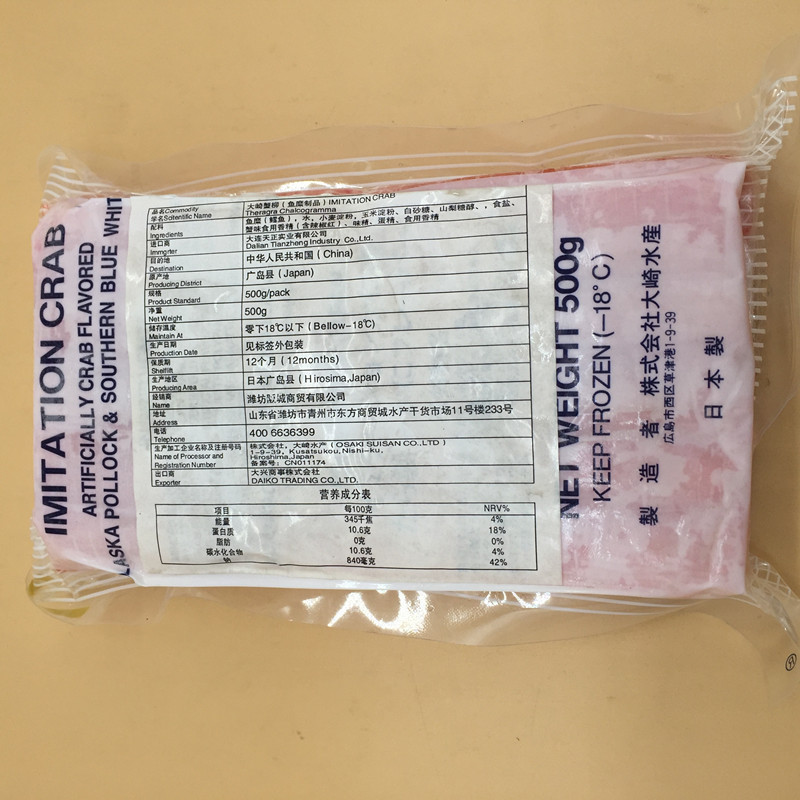 IMITATION CRAB
ARTIFICIALLY CRAB FLAVORED
LASKA POLLOCK & SOUTHERN BLUE WHIT
品名Commodity 大崎蟹柳（鱼糜制品）IMITATION CRAB
学名Scientific Name Theragra Chalcogramma
配料 鱼糜（鳕鱼），水，小麦淀粉，玉米淀粉、白砂糖、山梨糖醇、，食盐、
Ingredients 蟹味食用香精（含辣椒红）、味精，蛋精、食用香精
进口商 大连天正实业有限公司
Immgrter Dalian Tianzheng Industry Co.,Ltd.
目的地 中华人民共和国（China）
Destination
原产地 广岛县（Japan）
Producing District
规格 500g/pack
Product Standard
净重 500g
Net Weight
储存温度 零下18℃以下（Bellow-18℃）
Maintain At
生产日期 见标签外包装
Production Date
保质期 12个月（12months）
Shelflift
生产地区 日本广岛县（Hirosima,Japan）
Producing Area
经销商 潍坊 城商贸有限公司
Name
地址 山东省潍坊市青州市东方商贸城水产干货市场11号楼233号
Address
电话 400 6636399
Telephone
生产加工企业名称及注册号码 株式会社，大崎水产（OSAKI SUISAN CO.,LTD）
Name of Processor and 1-9-39，Kusatsukou,Nishi-ku,
Registration Number Hiroshima,Japan
备案号：CN011174
出口商 大兴商事株式会社
Exporter DAIKO TRADING CO.,LTD.
营养成分表
项目 每100克 NRV%
能量 345千焦 4%
蛋白质 10.6克 18%
脂肪 0克 0%
碳水化合物 10.6克 4%
钠 840毫克 42%
NET WEIGHT 500g
KEEP FROZEN (−18°C)
製造者 株式会社大崎水産
広島市西区草津港1-9-39
日本製